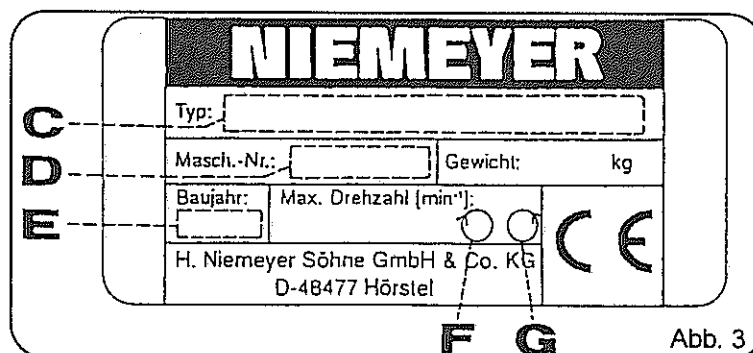 NIEMEYER
C
Typ:
D
Masch.-Nr.:
Gewicht: kg
E
Baujahr:
Max. Drehzahl [min⁻¹]:
CE
H. Niemeyer Söhne GmbH & Co. KG
D-48477 Hörstel
F G
Abb. 3